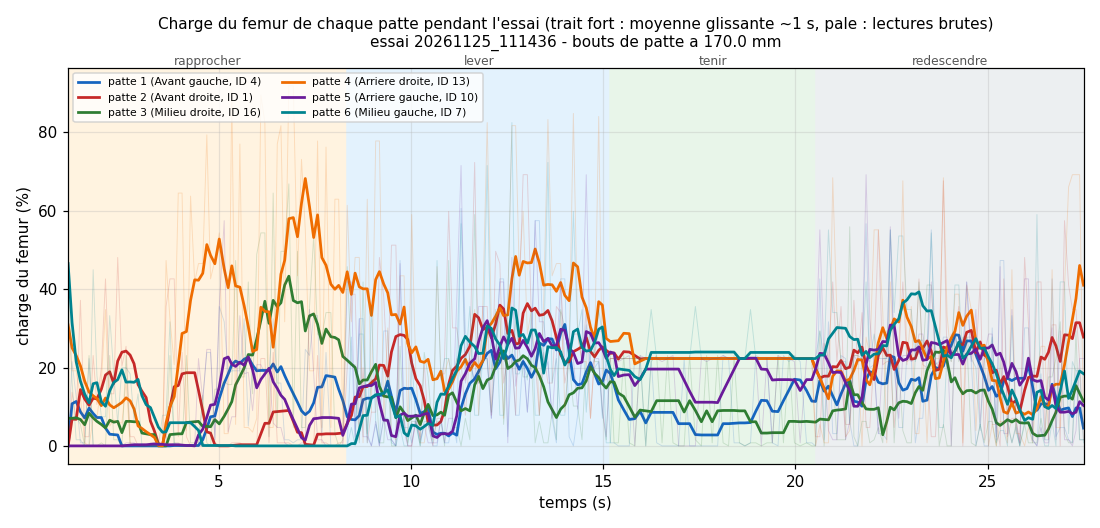 Charge du femur de chaque patte pendant l'essai (trait fort : moyenne glissante ~1 s, pale : lectures brutes)
essai 20261125_111436 - bouts de patte a 170.0 mm
rapprocher lever tenir redescendre
patte 1 (Avant gauche, ID 4)
patte 2 (Avant droite, ID 1)
patte 3 (Milieu droite, ID 16)
patte 4 (Arriere droite, ID 13)
patte 5 (Arriere gauche, ID 10)
patte 6 (Milieu gauche, ID 7)
charge du femur (%)
80
60
40
20
0
5 10 15 20 25
temps (s)